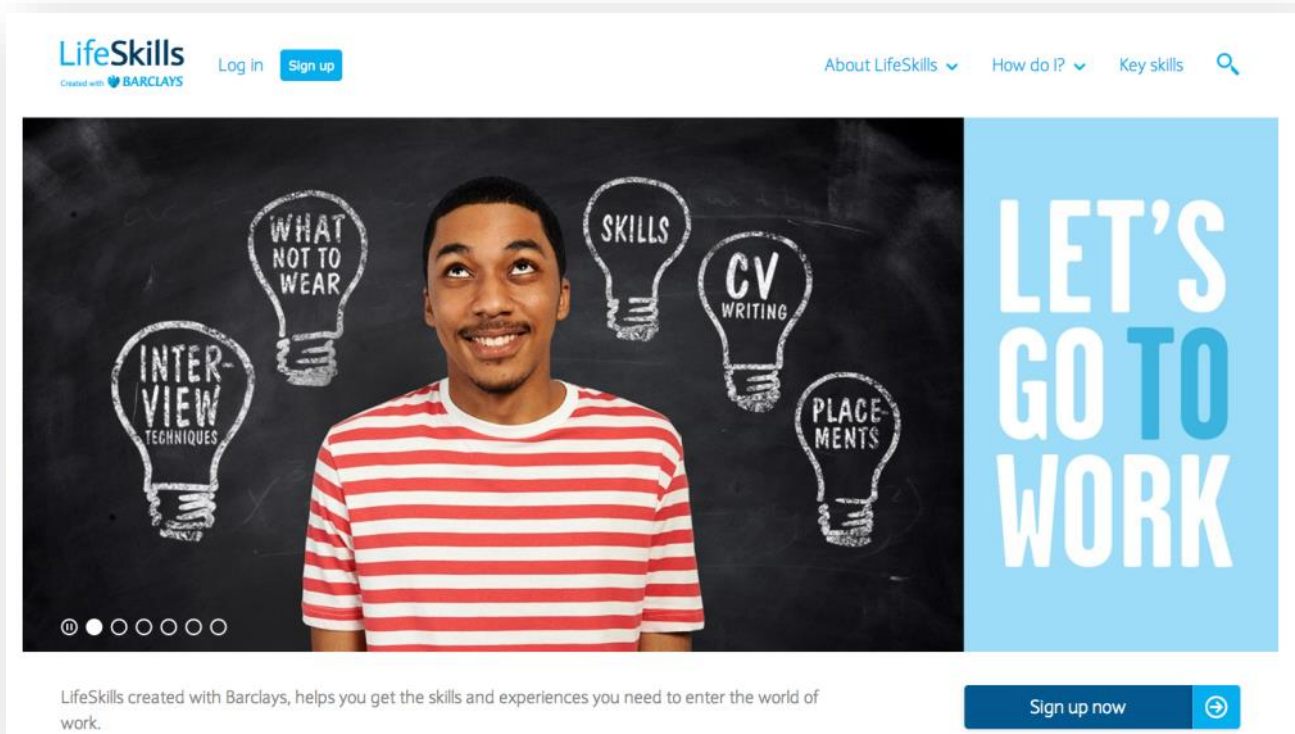 LifeSkills
Created with BARCLAYS
Log in
Sign up
About LifeSkills
How do I?
Key skills
INTER-
VIEW
TECHNIQUES
WHAT
NOT TO
WEAR
SKILLS
CV
WRITING
PLACE-
MENTS
LET'S
GO TO
WORK
LifeSkills created with Barclays, helps you get the skills and experiences you need to enter the world of
work.
Sign up now